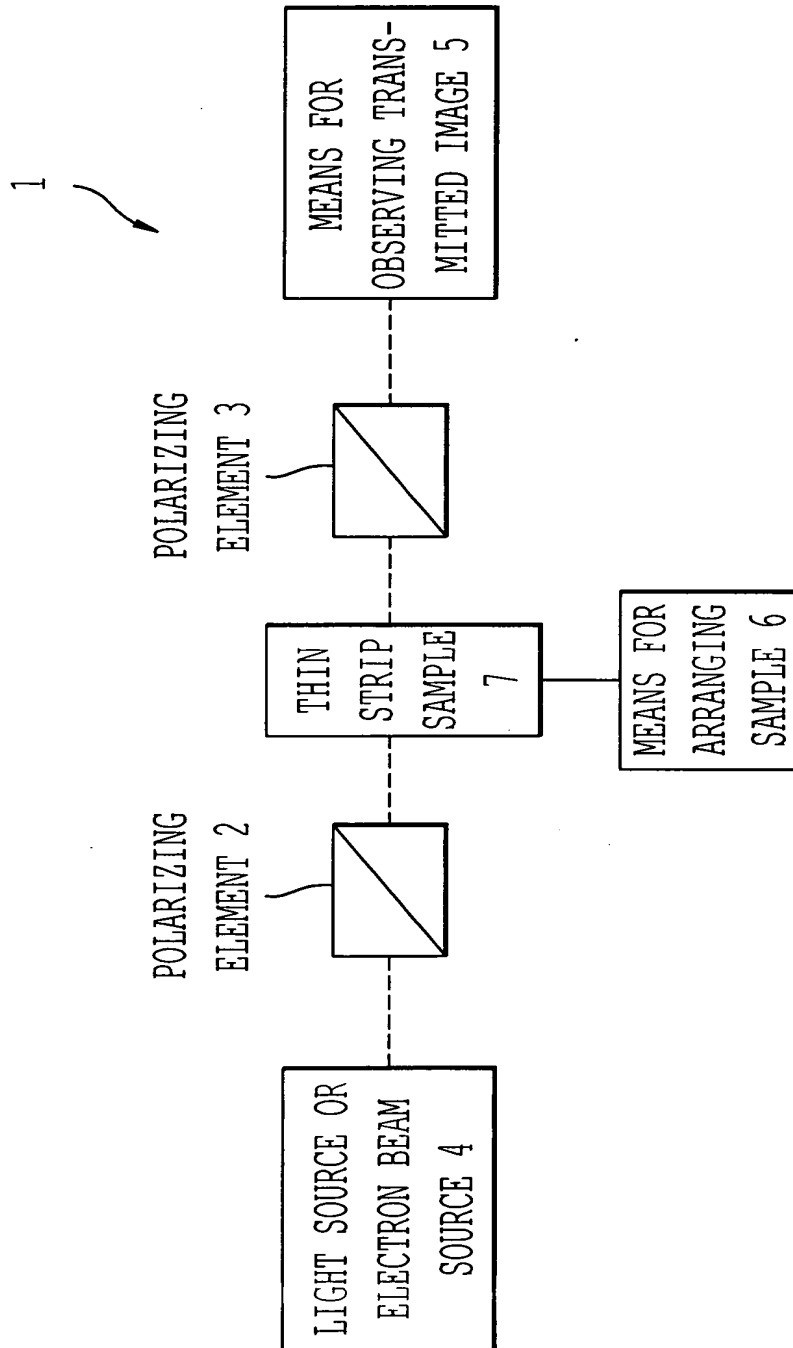 1
LIGHT SOURCE OR
ELECTRON BEAM
SOURCE 4
POLARIZING
ELEMENT 2
THIN
STRIP
SAMPLE
7
MEANS FOR
ARRANGING
SAMPLE 6
POLARIZING
ELEMENT 3
MEANS FOR
OBSERVING TRANS-
MITTED IMAGE 5